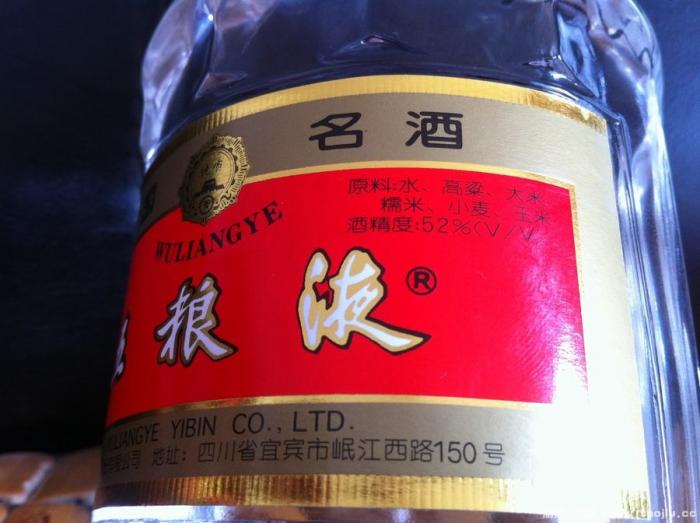 名酒
原料:水、高粱、大米、
糯米、小麦、玉米
酒精度:52%(V/V)
WULIANGYE
粮液®
YIBIN CO., LTD.
公司 地址: 四川省宜宾市岷江西路150号